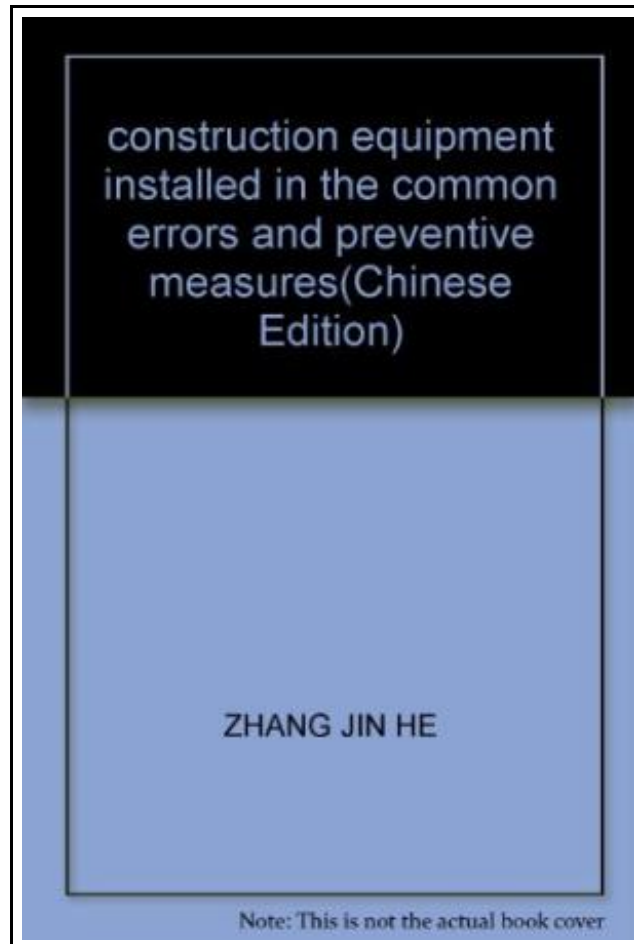 construction equipment
installed in the common
errors and preventive
measures(Chinese
Edition)
ZHANG JIN HE
Note: This is not the actual book cover